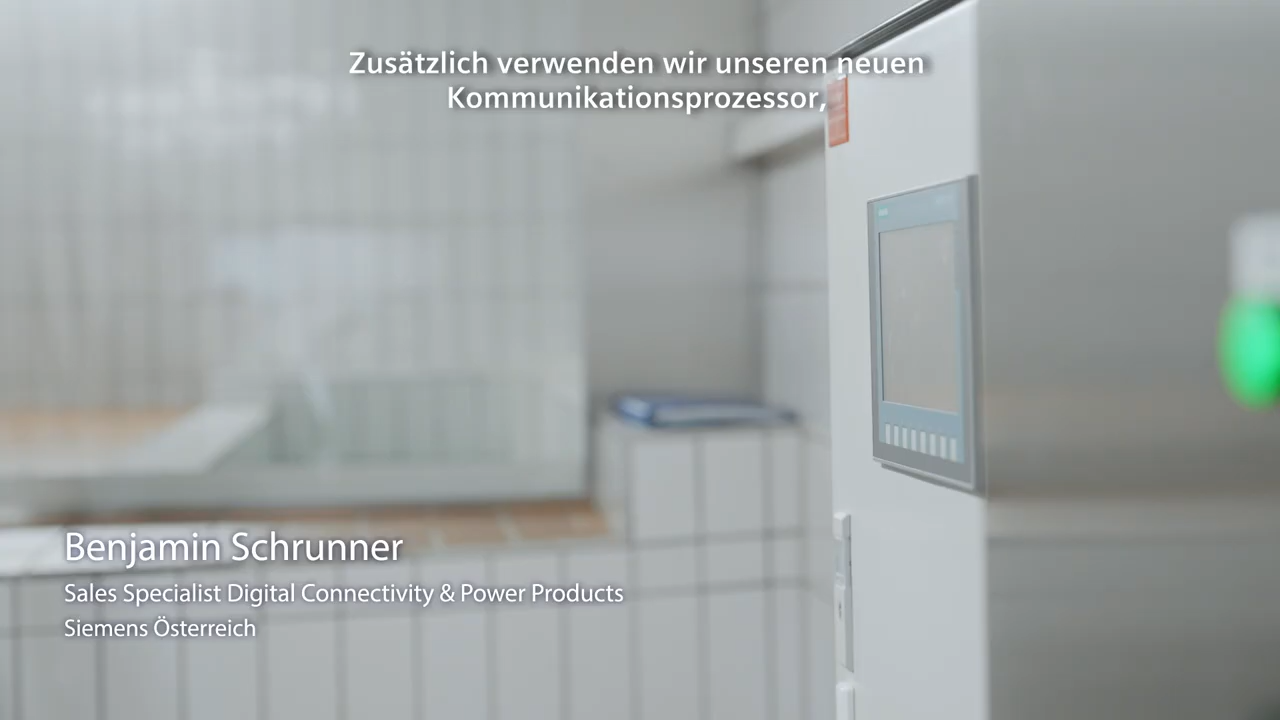 Zusätzlich verwenden wir unseren neuen
Kommunikationsprozessor,
Benjamin Schrunner
Sales Specialist Digital Connectivity & Power Products
Siemens Österreich